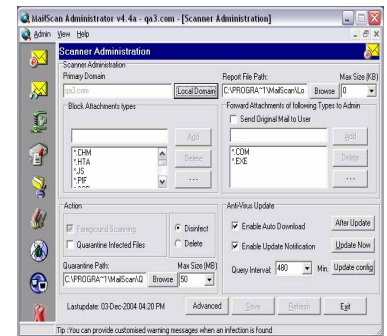 MailScan Administrator v4.4a - qa3.com - [Scanner Administration]
Admin View Help
Scanner Administration
Scanner Administration
Primary Domain
qa3.com
Local Domain
Report File Path:
Max Size (KB)
C:\PROGRA~1\MailScan\Lo
Browse
0
Block Attachments types
Add
*.CHM
*.HTA
*.JS
*.PIF
Delete
...
Forward Attachments of following Types to Admin
Send Original Mail to User
Add
*.COM
*.EXE
Delete
...
Action
Foreground Scanning
Quarantine Infected Files
Disinfect
Delete
Quarantine Path:
Max Size (MB)
C:\PROGRA~1\MailScan\Q
Browse
50
Anti-Virus Update
Enable Auto Download
Enable Update Notification
Query Interval
480
Min.
After Update
Update Now
Update config
Lastupdate: 03-Dec-2004 04:20 PM
Advanced
Save
Refresh
Exit
Tip :You can provide customised warning messages when an infection is found